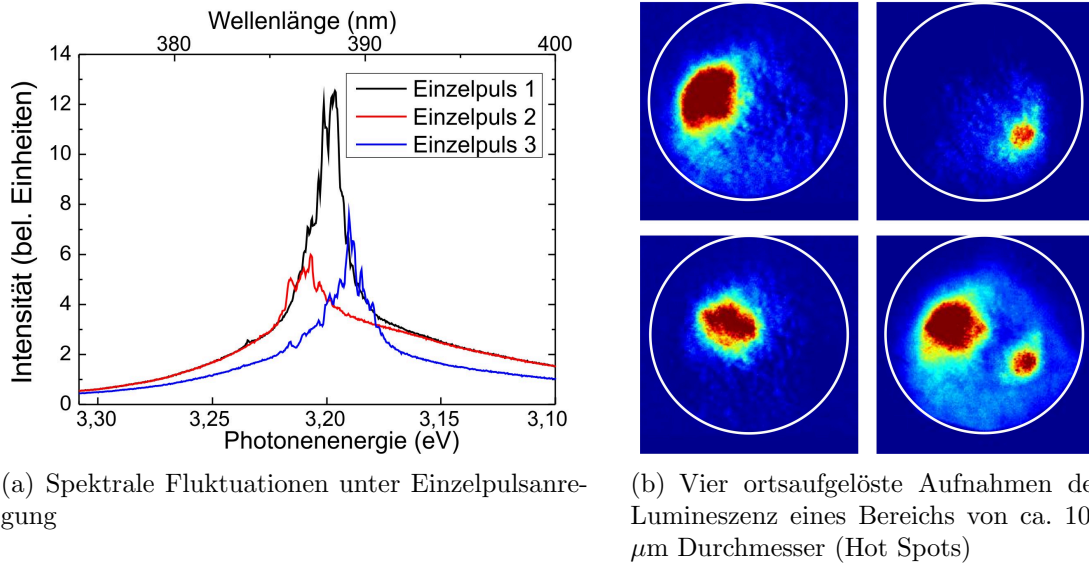 Wellenlänge (nm)
380 390 400
14
12
10
8
6
4
2
0
Intensität (bel. Einheiten)
Einzelpuls 1
Einzelpuls 2
Einzelpuls 3
3,30 3,25 3,20 3,15 3,10
Photonenenergie (eV)
(a) Spektrale Fluktuationen unter Einzelpulsanre-
gung
(b) Vier ortsaufgelöste Aufnahmen de
Lumineszenz eines Bereichs von ca. 10
μm Durchmesser (Hot Spots)